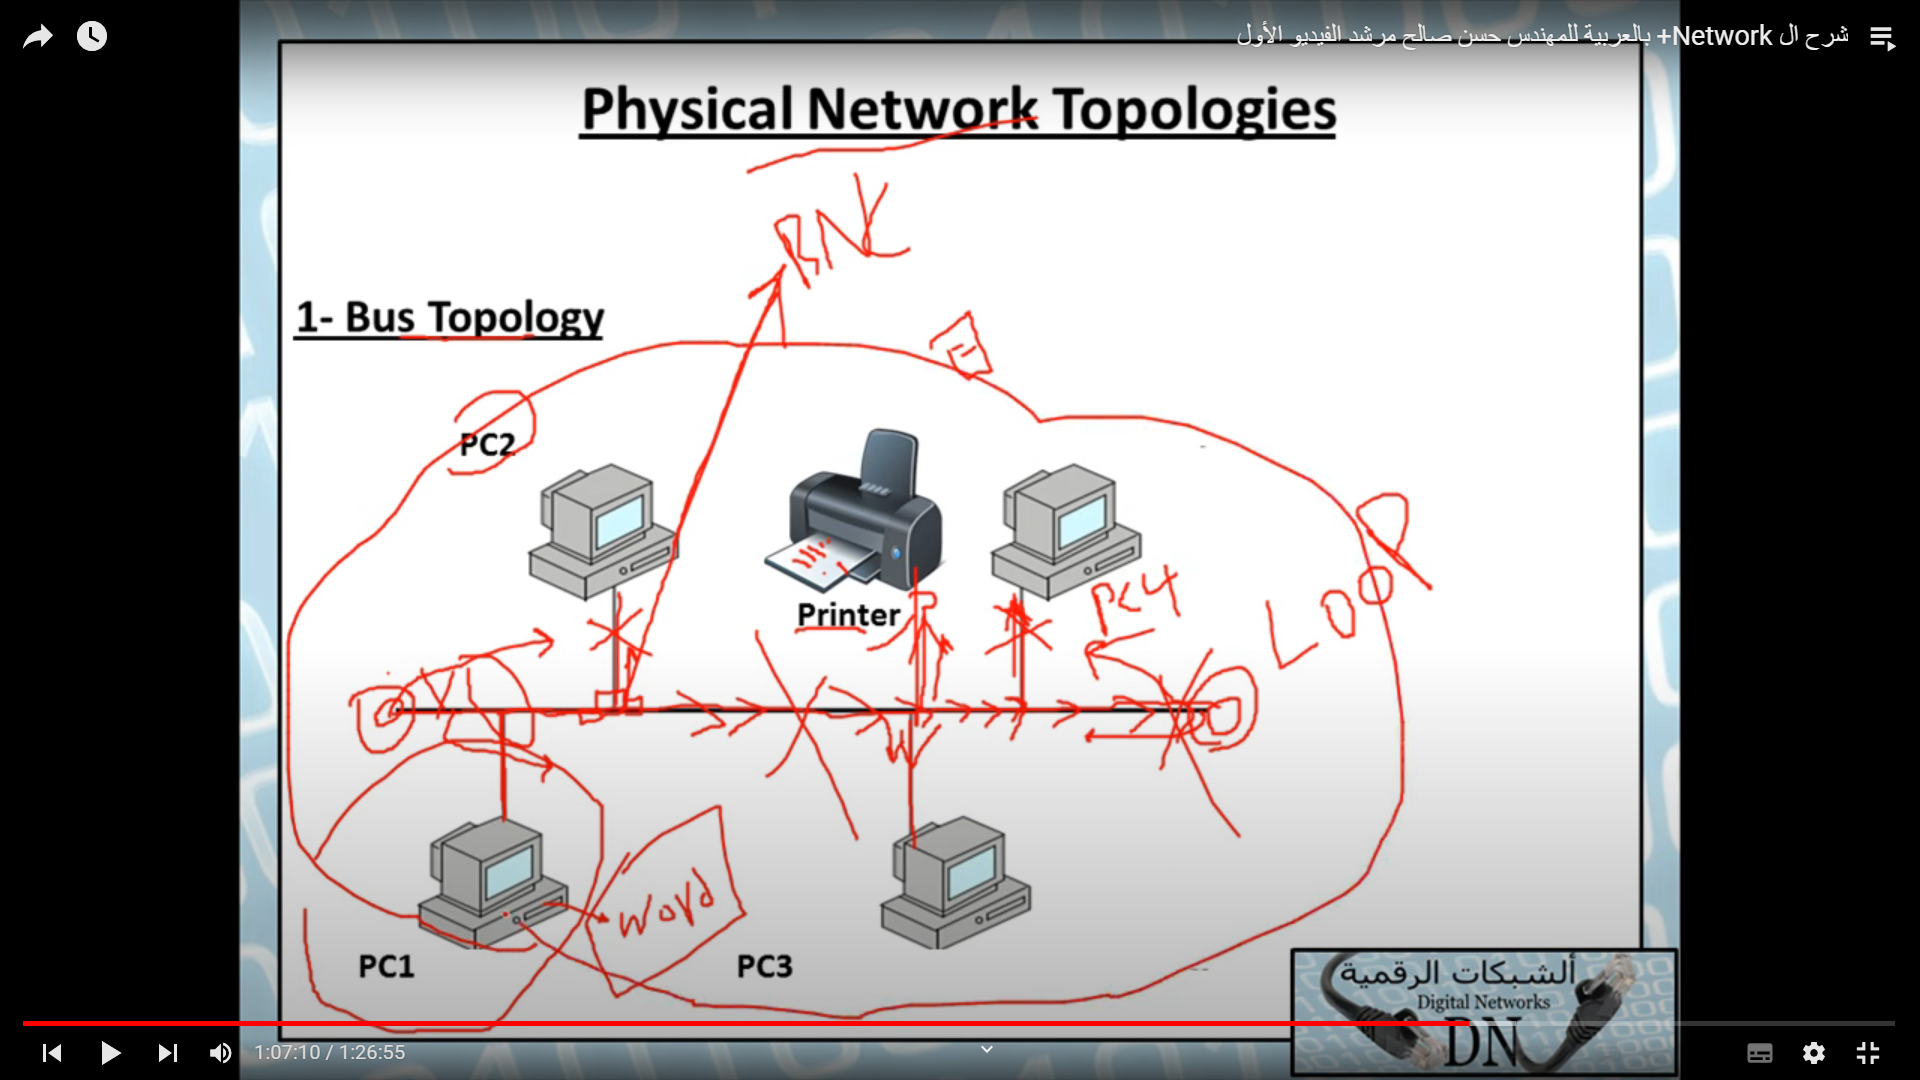 شرح ال Network+ بالعربية للمهندس حسن صالح مرشد الفيديو الأول
Physical Network Topologies
BNC
1- Bus Topology
PC2
LOOP
Printer
PC4
word
PC1
PC3
ألشبكات الرقمية
Digital Networks
DN
1:07:10 / 1:26:55